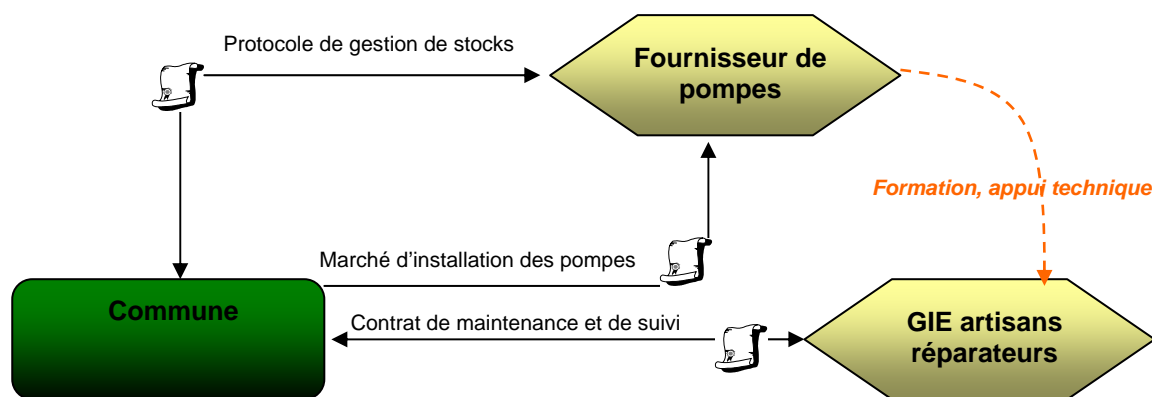 Protocole de gestion de stocks
Fournisseur de
pompes
Formation, appui technique
Marché d’installation des pompes
Commune
Contrat de maintenance et de suivi
GIE artisans
réparateurs